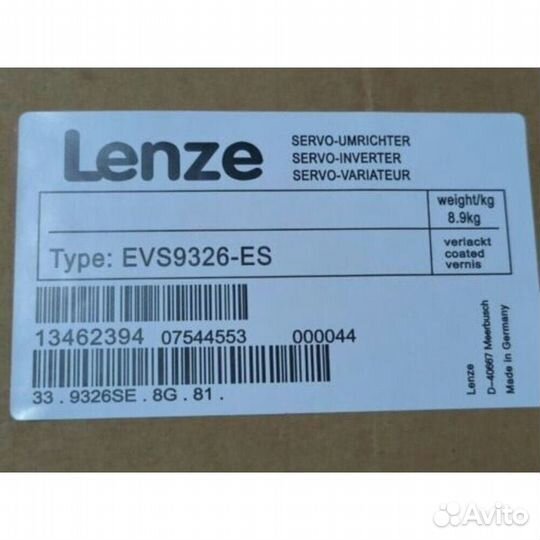 Lenze
SERVO-UMRICHTER
SERVO-INVERTER
SERVO-VARIATEUR
weight/kg
8.9kg
Type: EVS9326-ES
verlackt
coated
vernis
13462394 07544553 000044
33 . 9326SE . 8G . 81 .
Lenze
D-40667 Meerbusch
Made in Germany
Avito